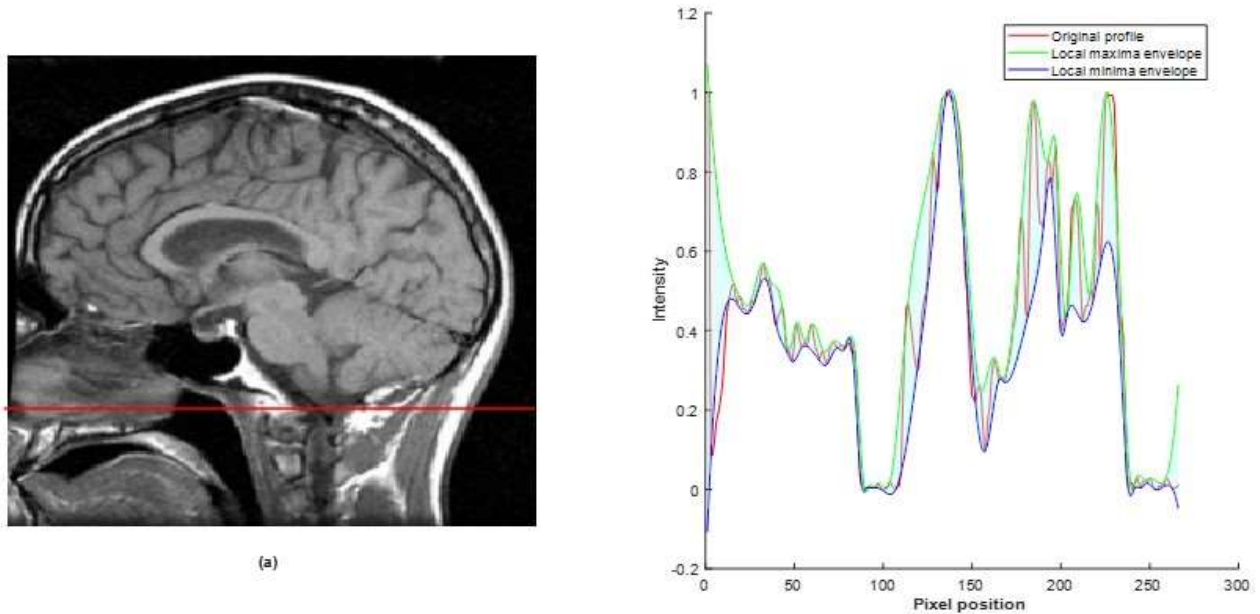 (a)
1.2
1
0.8
0.6
0.4
0.2
0
-0.2
Intensity
Original profile
Local maxima envelope
Local minima envelope
0 50 100 150 200 250 300
Pixel position